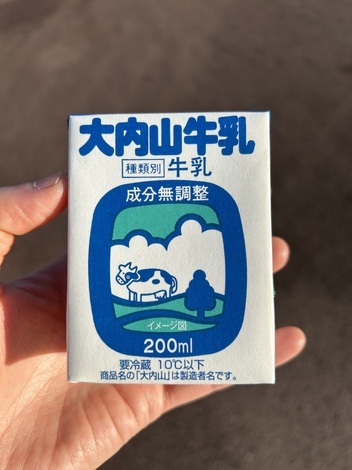 大内山牛乳
種類別 牛乳
成分無調整
イメージ図
200ml
要冷蔵 10℃以下
商品名の「大内山」は製造者名です。